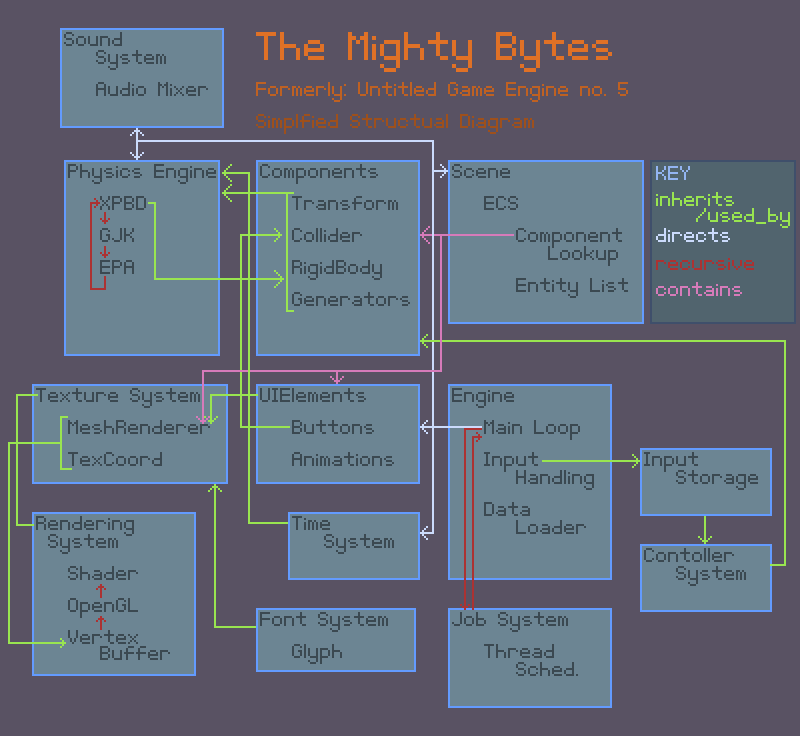 The Mighty Bytes
Formerly: Untitled Game Engine no. 5
Simplfied Structual Diagram
Sound
System
Audio Mixer
Physics Engine
XPBD
GJK
EPA
Components
Transform
Collider
RigidBody
Generators
Scene
ECS
Component
Lookup
Entity List
KEY
inherits
/used_by
directs
recursive
contains
Texture System
MeshRenderer
TexCoord
UIElements
Buttons
Animations
Engine
Main Loop
Input
Handling
Data
Loader
Input
Storage
Rendering
System
Shader
OpenGL
Vertex
Buffer
Time
System
Contoller
System
Font System
Glyph
Job System
Thread
Sched.